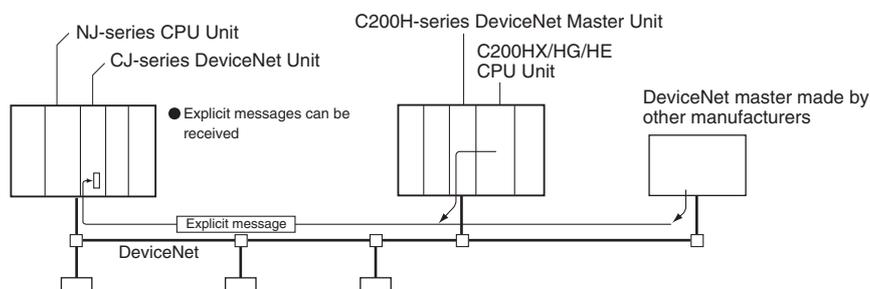 NJ-series CPU Unit
CJ-series DeviceNet Unit
● Explicit messages can be
received
C200H-series DeviceNet Master Unit
C200HX/HG/HE
CPU Unit
DeviceNet master made by
other manufacturers
Explicit message
DeviceNet